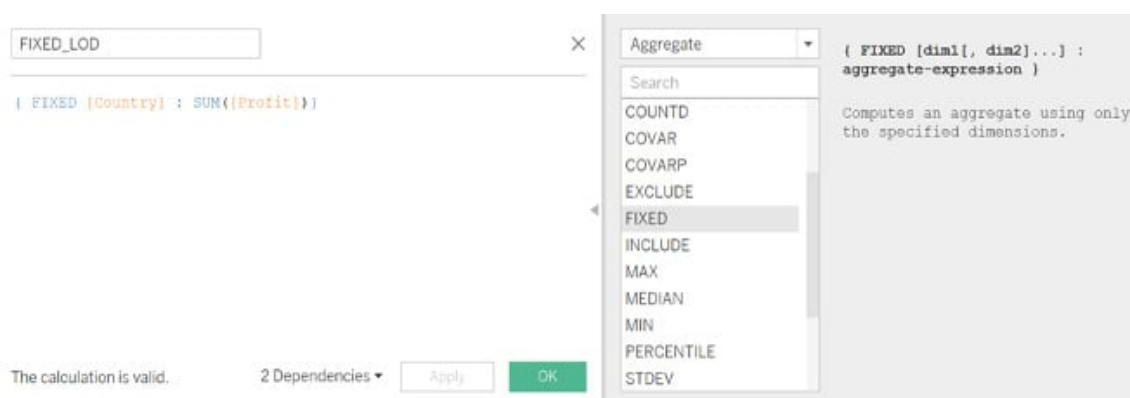 FIXED_LOD
{ FIXED [Country] : SUM([Profit])}
The calculation is valid.
2 Dependencies
Apply
OK
Aggregate
Search
COUNTD
COVAR
COVARP
EXCLUDE
FIXED
INCLUDE
MAX
MEDIAN
MIN
PERCENTILE
STDEV
{ FIXED [dim1[, dim2]...] :
aggregate-expression }
Computes an aggregate using only
the specified dimensions.